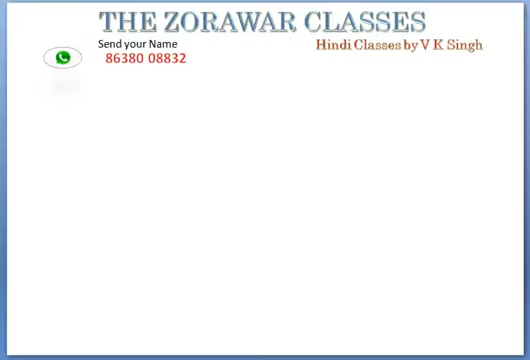 THE ZORAWAR CLASSES
Send your Name
Hindi Classes by V K Singh
86380 08832